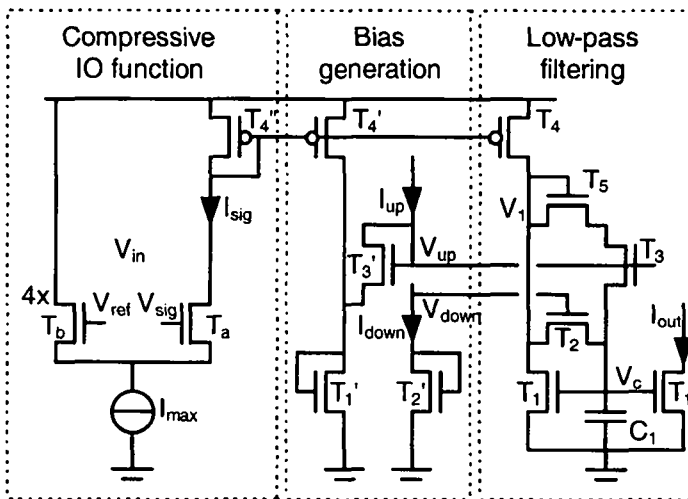 Compressive
IO function
Bias
generation
Low-pass
filtering
T4"
T4'
T4
T5
Isig
Iup
V1
Vin
Vup
T3'
T3
4x
Vref
Vsig
Tb
Ta
Idown
Vdown
T2
Iout
T1'
T2'
T1
Vc
T1
Imax
C1